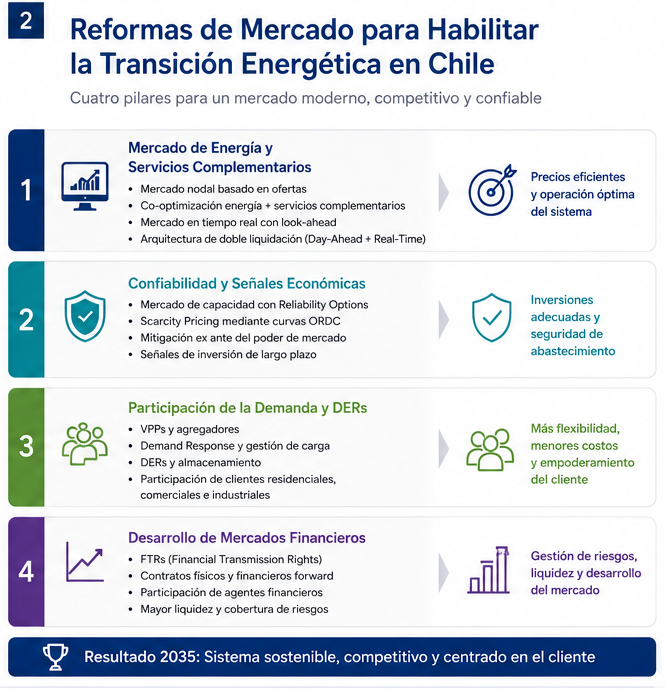 2
Reformas de Mercado para Habilitar
la Transición Energética en Chile
Cuatro pilares para un mercado moderno, competitivo y confiable
1
Mercado de Energía y
Servicios Complementarios
• Mercado nodal basado en ofertas
• Co-optimización energía + servicios complementarios
• Mercado en tiempo real con look-ahead
• Arquitectura de doble liquidación (Day-Ahead + Real-Time)
Precios eficientes
y operación óptima
del sistema
2
Confiabilidad y Señales Económicas
• Mercado de capacidad con Reliability Options
• Scarcity Pricing mediante curvas ORDC
• Mitigación ex ante del poder de mercado
• Señales de inversión de largo plazo
Inversiones
adecuadas y
seguridad de
abastecimiento
3
Participación de la Demanda y DERs
• VPPs y agregadores
• Demand Response y gestión de carga
• DERs y almacenamiento
• Participación de clientes residenciales,
comerciales e industriales
Más flexibilidad,
menores costos
y empoderamiento
del cliente
4
Desarrollo de Mercados Financieros
• FTRs (Financial Transmission Rights)
• Contratos físicos y financieros forward
• Participación de agentes financieros
• Mayor liquidez y cobertura de riesgos
Gestión de riesgos,
liquidez y desarrollo
del mercado
Resultado 2035: Sistema sostenible, competitivo y centrado en el cliente